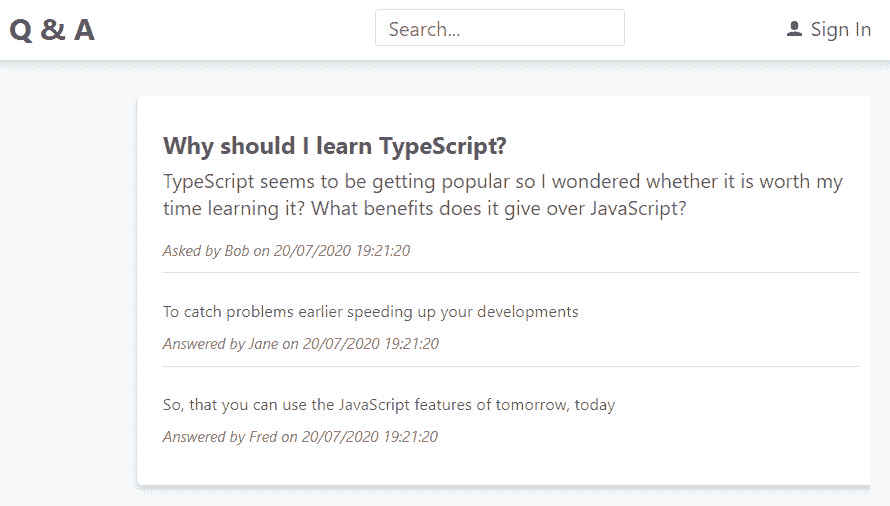 Q & A
Search...
Sign In
Why should I learn TypeScript?
TypeScript seems to be getting popular so I wondered whether it is worth my
time learning it? What benefits does it give over JavaScript?
Asked by Bob on 20/07/2020 19:21:20
To catch problems earlier speeding up your developments
Answered by Jane on 20/07/2020 19:21:20
So, that you can use the JavaScript features of tomorrow, today
Answered by Fred on 20/07/2020 19:21:20